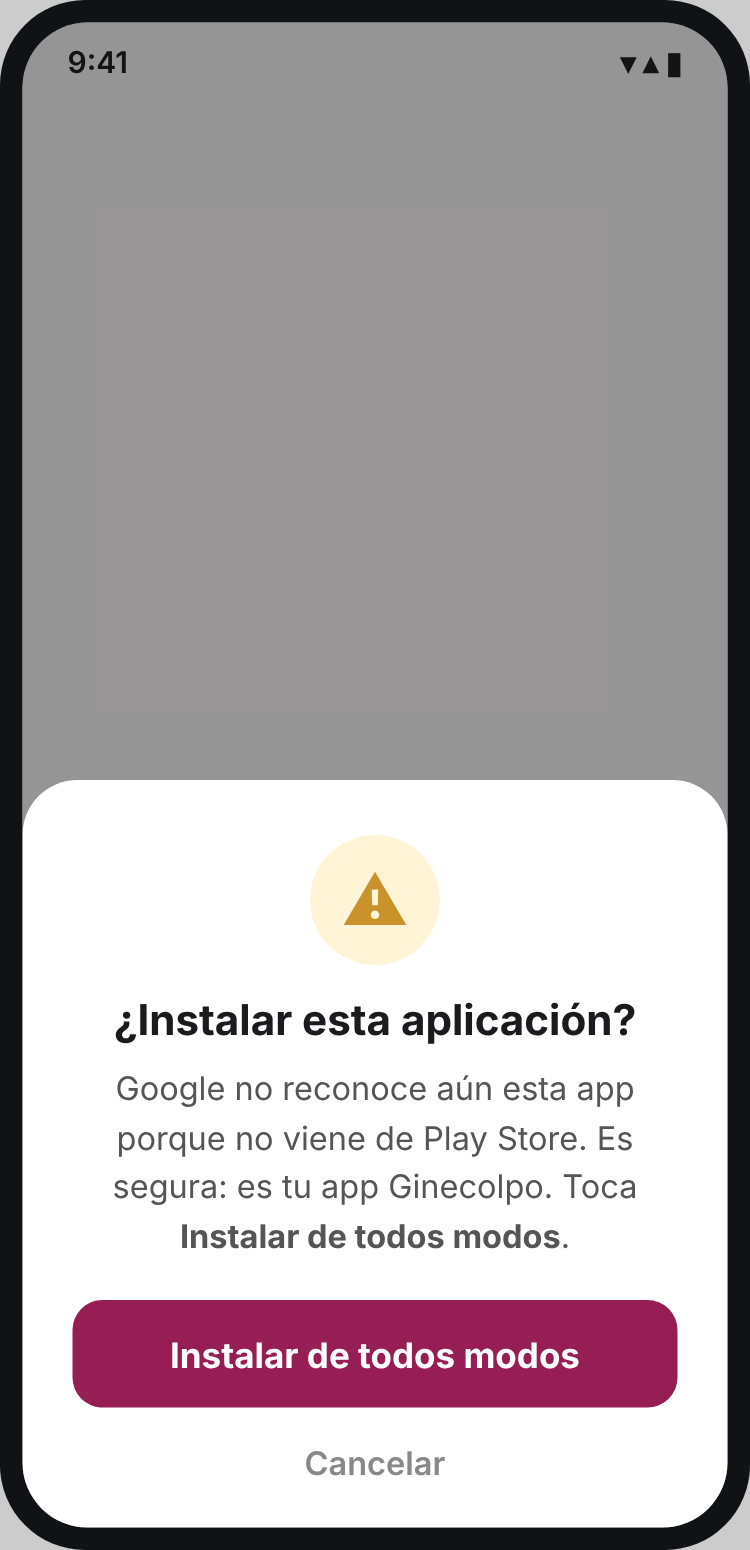 9:41
¿Instalar esta aplicación?
Google no reconoce aún esta app
porque no viene de Play Store. Es
segura: es tu app Ginecolpo. Toca
Instalar de todos modos.
Instalar de todos modos
Cancelar